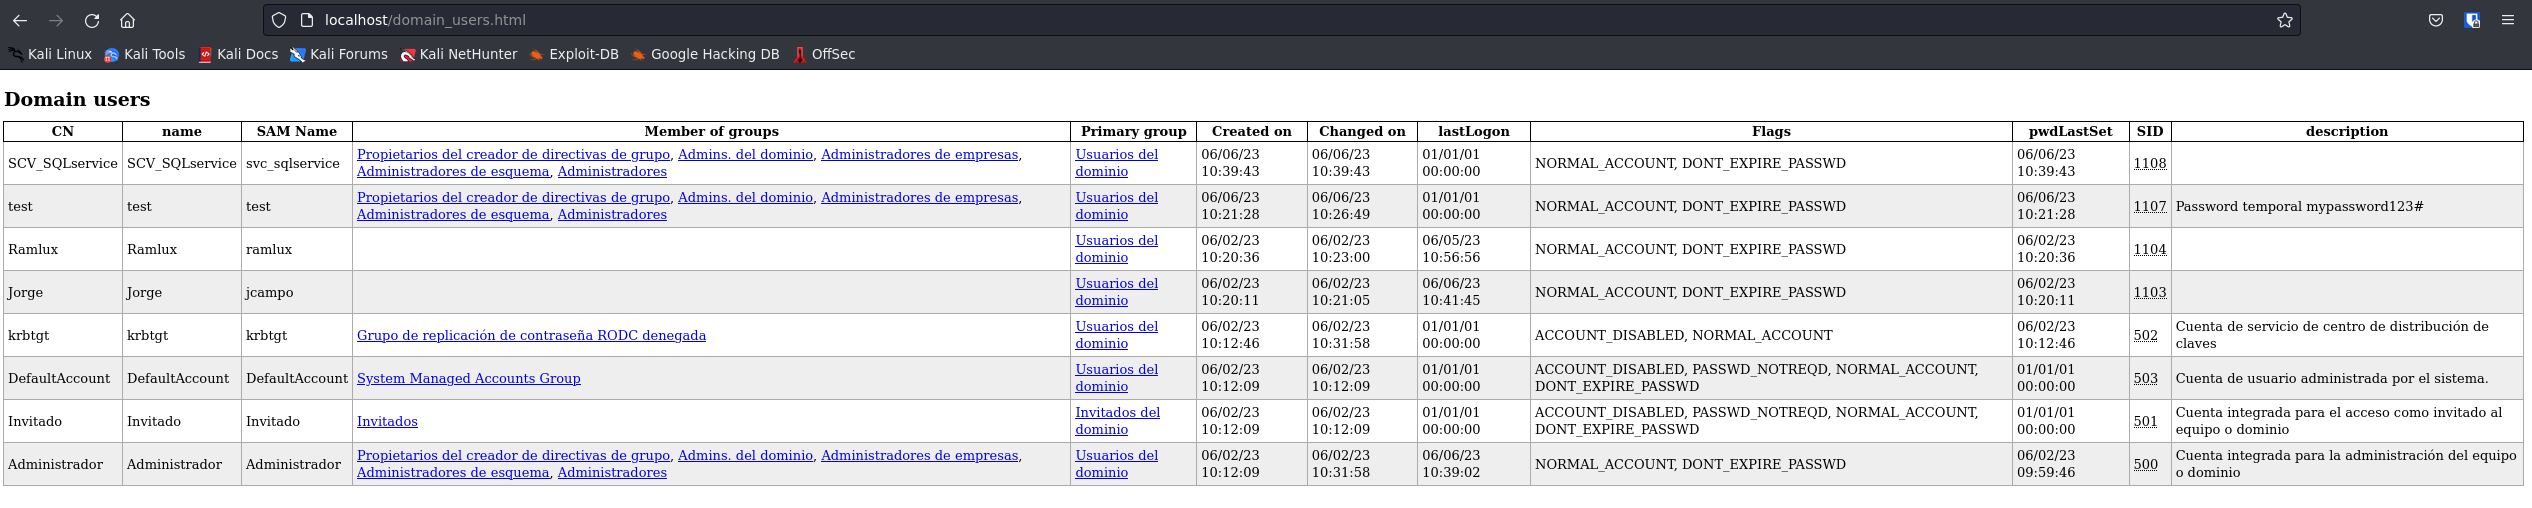 localhost/domain_users.html
Kali Linux Kali Tools Kali Docs Kali Forums Kali NetHunter Exploit-DB Google Hacking DB OffSec
Domain users
CN name SAM Name Member of groups Primary group Created on Changed on lastLogon Flags pwdLastSet SID description
SCV_SQLservice SCV_SQLservice svc_sqlservice Propietarios del creador de directivas de grupo, Admins. del dominio, Administradores de empresas, Administradores de esquema, Administradores Usuarios del dominio 06/06/23 10:39:43 06/06/23 10:39:43 01/01/01 00:00:00 NORMAL_ACCOUNT, DONT_EXPIRE_PASSWD 06/06/23 10:39:43 1108
test test test Propietarios del creador de directivas de grupo, Admins. del dominio, Administradores de empresas, Administradores de esquema, Administradores Usuarios del dominio 06/06/23 10:21:28 06/06/23 10:26:49 01/01/01 00:00:00 NORMAL_ACCOUNT, DONT_EXPIRE_PASSWD 06/06/23 10:21:28 1107 Password temporal mypassword123#
Ramlux Ramlux ramlux Usuarios del dominio 06/02/23 10:20:36 06/02/23 10:23:00 06/05/23 10:56:56 NORMAL_ACCOUNT, DONT_EXPIRE_PASSWD 06/02/23 10:20:36 1104
Jorge Jorge jcampo Usuarios del dominio 06/02/23 10:20:11 06/02/23 10:21:05 06/06/23 10:41:45 NORMAL_ACCOUNT, DONT_EXPIRE_PASSWD 06/02/23 10:20:11 1103
krbtgt krbtgt krbtgt Grupo de replicación de contraseña RODC denegada Usuarios del dominio 06/02/23 10:12:46 06/02/23 10:31:58 01/01/01 00:00:00 ACCOUNT_DISABLED, NORMAL_ACCOUNT 06/02/23 10:12:46 502 Cuenta de servicio de centro de distribución de claves
DefaultAccount DefaultAccount DefaultAccount System Managed Accounts Group Usuarios del dominio 06/02/23 10:12:09 06/02/23 10:12:09 01/01/01 00:00:00 ACCOUNT_DISABLED, PASSWD_NOTREQD, NORMAL_ACCOUNT, DONT_EXPIRE_PASSWD 01/01/01 00:00:00 503 Cuenta de usuario administrada por el sistema.
Invitado Invitado Invitado Invitados Invitados del dominio 06/02/23 10:12:09 06/02/23 10:12:09 01/01/01 00:00:00 ACCOUNT_DISABLED, PASSWD_NOTREQD, NORMAL_ACCOUNT, DONT_EXPIRE_PASSWD 01/01/01 00:00:00 501 Cuenta integrada para el acceso como invitado al equipo o dominio
Administrador Administrador Administrador Propietarios del creador de directivas de grupo, Admins. del dominio, Administradores de empresas, Administradores de esquema, Administradores Usuarios del dominio 06/02/23 10:12:09 06/02/23 10:31:58 06/06/23 10:39:02 NORMAL_ACCOUNT, DONT_EXPIRE_PASSWD 06/02/23 09:59:46 500 Cuenta integrada para la administración del equipo o dominio